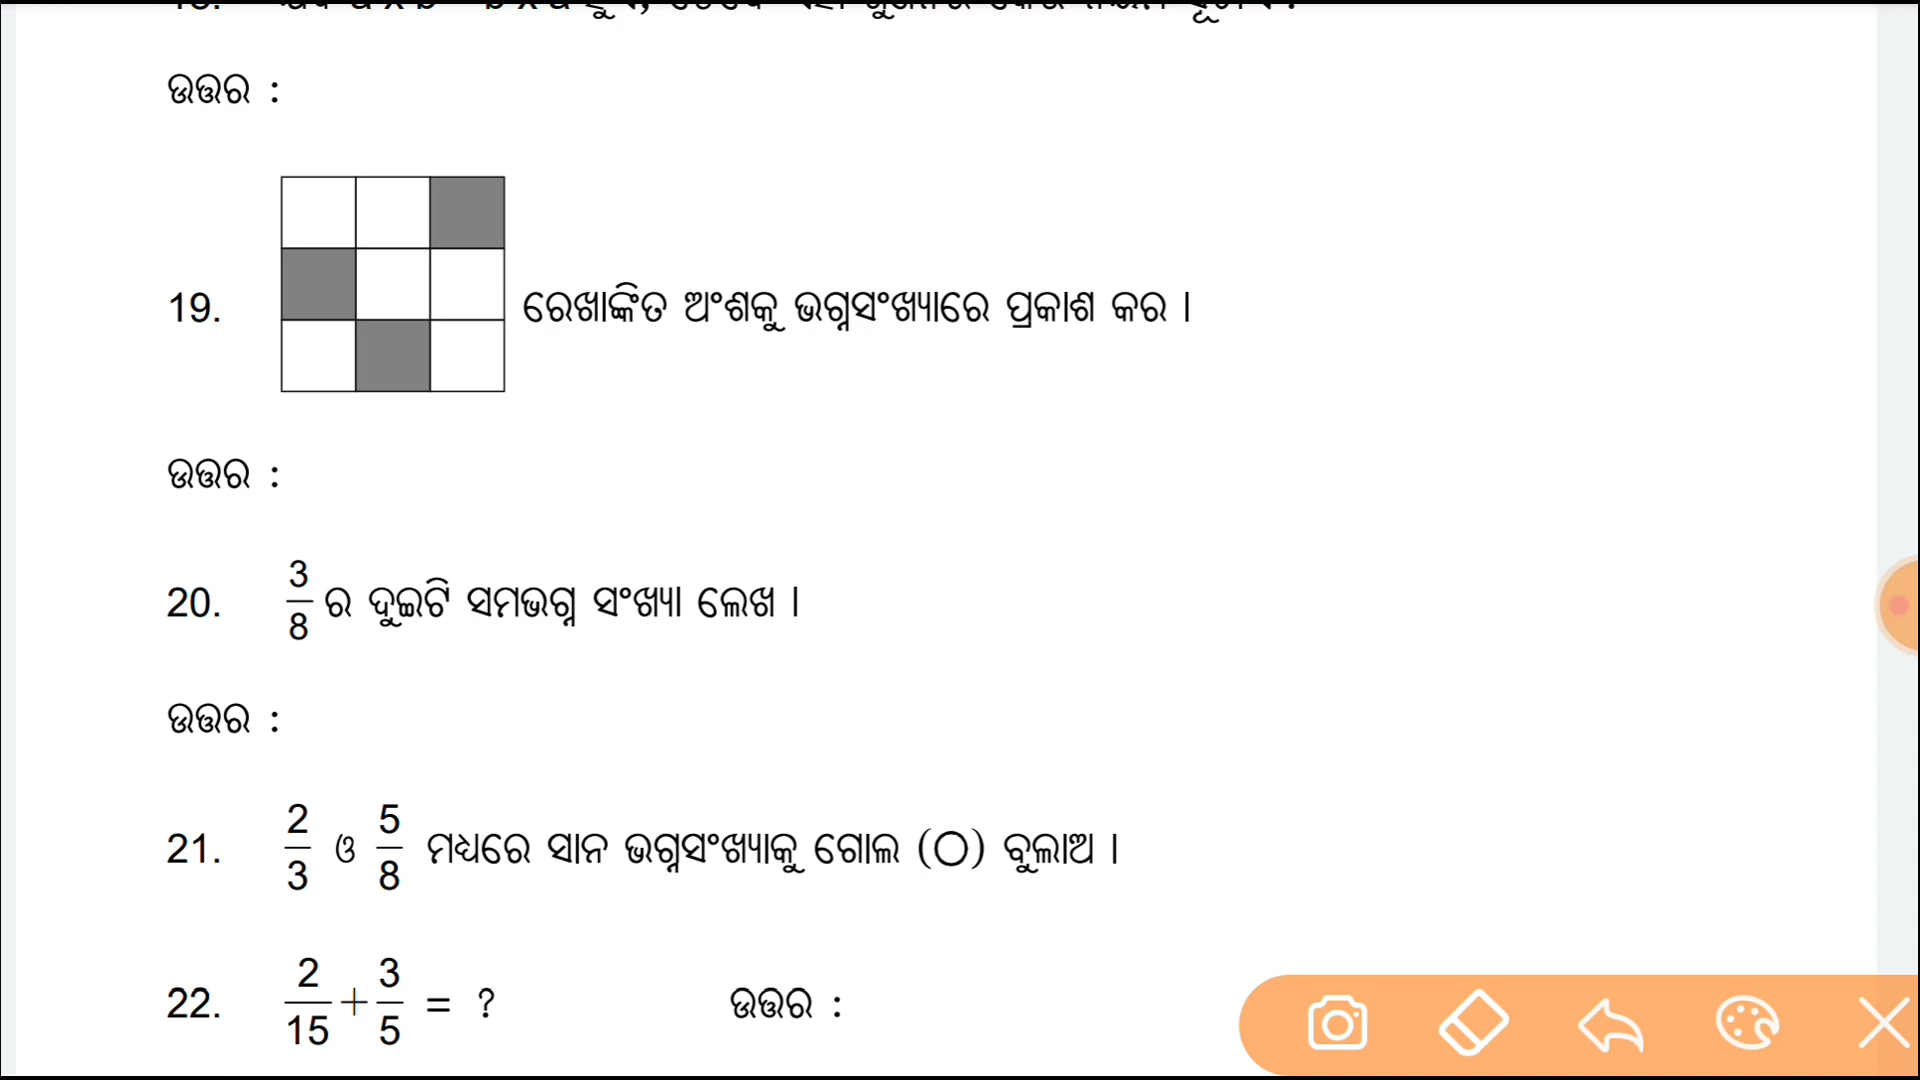 ଉତ୍ତର :
19. ରେଖାଙ୍କିତ ଅଂଶକୁ ଭଗ୍ନସଂଖ୍ୟାରେ ପ୍ରକାଶ କର ।
ଉତ୍ତର :
20. 3/8 ର ଦୁଇଟି ସମଭଗ୍ନ ସଂଖ୍ୟା ଲେଖ ।
ଉତ୍ତର :
21. 2/3 ଓ 5/8 ମଧ୍ୟରେ ସାନ ଭଗ୍ନସଂଖ୍ୟାକୁ ଗୋଲ (O) ବୁଲାଅ ।
22. 2/15 + 3/5 = ? ଉତ୍ତର :